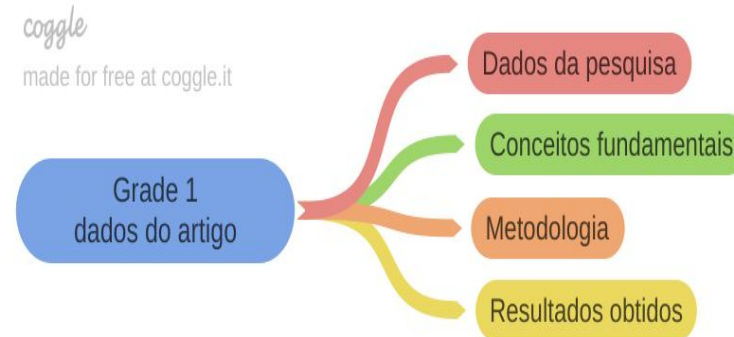 coggle
made for free at coggle.it
Grade 1
dados do artigo
Dados da pesquisa
Conceitos fundamentais
Metodologia
Resultados obtidos